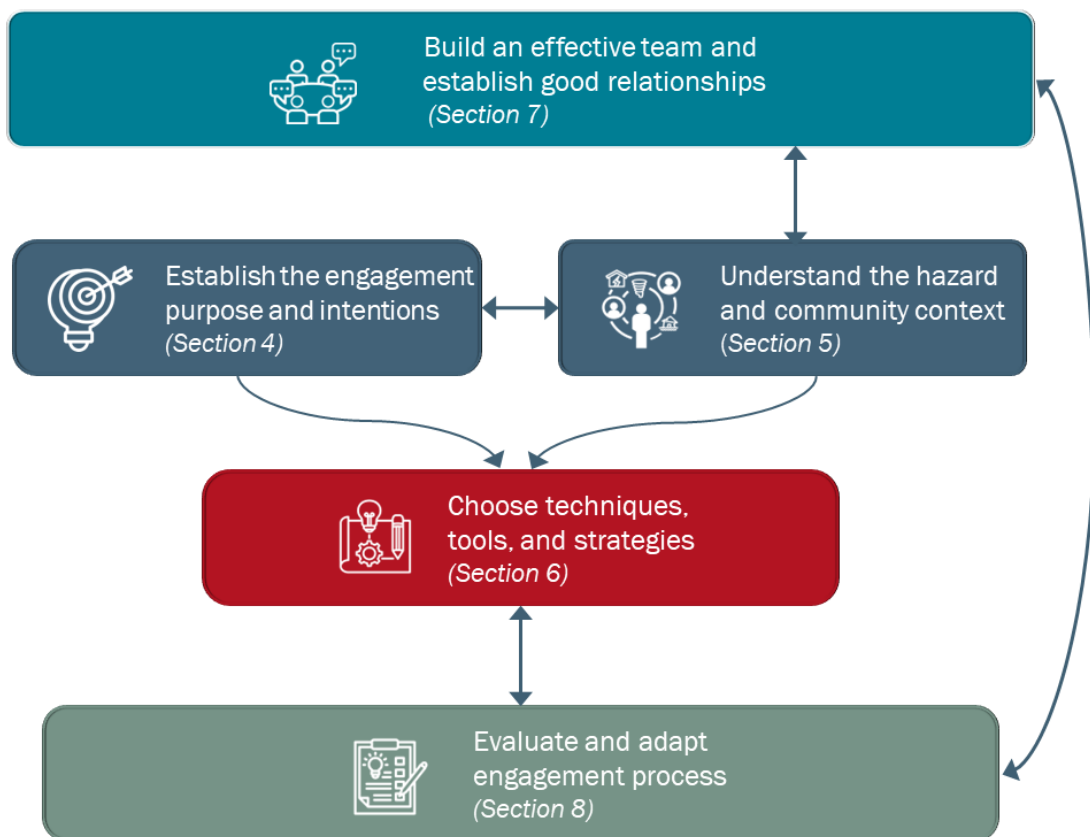 Build an effective team and
establish good relationships
(Section 7)
Establish the engagement
purpose and intentions
(Section 4)
Understand the hazard
and community context
(Section 5)
Choose techniques,
tools, and strategies
(Section 6)
Evaluate and adapt
engagement process
(Section 8)